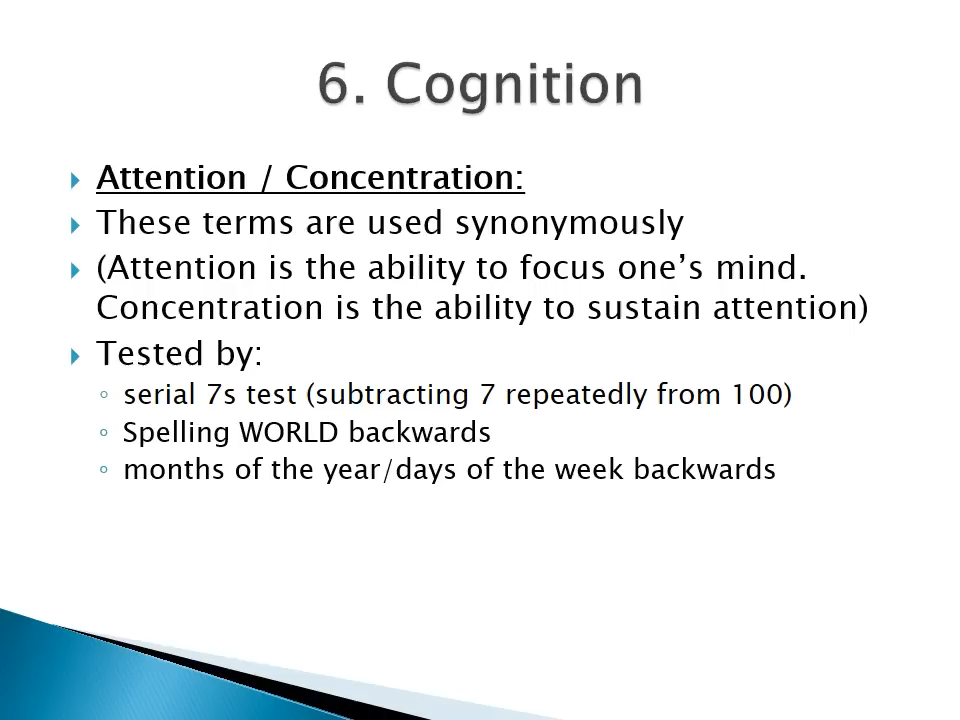 6. Cognition
Attention / Concentration:
These terms are used synonymously
(Attention is the ability to focus one’s mind.
Concentration is the ability to sustain attention)
Tested by:
serial 7s test (subtracting 7 repeatedly from 100)
Spelling WORLD backwards
months of the year/days of the week backwards